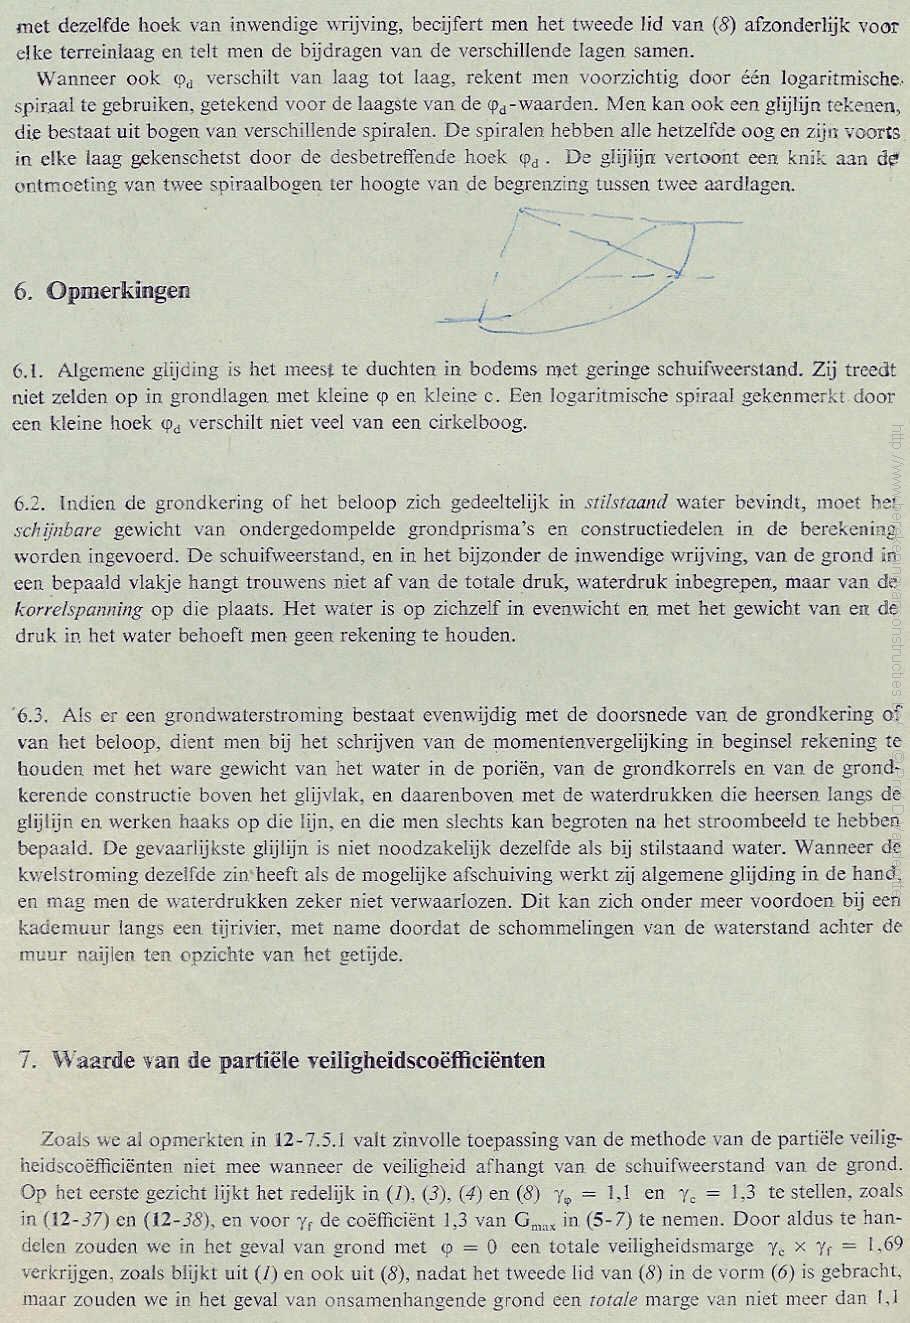 met dezelfde hoek van inwendige wrijving, becijfert men het tweede lid van (8) afzonderlijk voor
elke terreinlaag en telt men de bijdragen van de verschillende lagen samen.
Wanneer ook φd verschilt van laag tot laag, rekent men voorzichtig door één logaritmische
spiraal te gebruiken, getekend voor de laagste van de φd-waarden. Men kan ook een glijlijn tekenen,
die bestaat uit bogen van verschillende spiralen. De spiralen hebben alle hetzelfde oog en zijn voorts
in elke laag gekenschetst door de desbetreffende hoek φd. De glijlijn vertoont een knik aan de
ontmoeting van twee spiraalbogen ter hoogte van de begrenzing tussen twee aardlagen.
6. Opmerkingen
6.1. Algemene glijding is het meest te duchten in bodems met geringe schuifweerstand. Zij treedt
niet zelden op in grondlagen met kleine φ en kleine c. Een logaritmische spiraal gekenmerkt door
een kleine hoek φd verschilt niet veel van een cirkelboog.
6.2. Indien de grondkering of het beloop zich gedeeltelijk in stilstaand water bevindt, moet het
schijnbare gewicht van ondergedompelde grondprisma's en constructiedelen in de berekening
worden ingevoerd. De schuifweerstand, en in het bijzonder de inwendige wrijving, van de grond in
een bepaald vlakje hangt trouwens niet af van de totale druk, waterdruk inbegrepen, maar van de
korrelspanning op die plaats. Het water is op zichzelf in evenwicht en met het gewicht van en de
druk in het water behoeft men geen rekening te houden.
6.3. Als er een grondwaterstroming bestaat evenwijdig met de doorsnede van de grondkering of
van het beloop, dient men bij het schrijven van de momentenvergelijking in beginsel rekening te
houden met het ware gewicht van het water in de poriën, van de grondkorrels en van de grond-
kerende constructie boven het glijvlak, en daarenboven met de waterdrukken die heersen langs de
glijlijn en werken haaks op die lijn, en die men slechts kan begroten na het stroombeeld te hebben
bepaald. De gevaarlijkste glijlijn is niet noodzakelijk dezelfde als bij stilstaand water. Wanneer de
kwelstroming dezelfde zin heeft als de mogelijke afschuiving werkt zij algemene glijding in de hand,
en mag men de waterdrukken zeker niet verwaarlozen. Dit kan zich onder meer voordoen bij een
kademuur langs een tijrivier, met name doordat de schommelingen van de waterstand achter de
muur naijlen ten opzichte van het getijde.
7. Waarde van de partiële veiligheidscoëfficiënten
Zoals we al opmerkten in 12-7.5.1 valt zinvolle toepassing van de methode van de partiële veilig-
heidscoëfficiënten niet mee wanneer de veiligheid afhangt van de schuifweerstand van de grond.
Op het eerste gezicht lijkt het redelijk in (1), (3), (4) en (8) γφ = 1,1 en γc = 1,3 te stellen, zoals
in (12-37) en (12-38), en voor γf de coëfficiënt 1,3 van Gmax in (5-7) te nemen. Door aldus te han-
delen zouden we in het geval van grond met φ = 0 een totale veiligheidsmarge γc × γf = 1,69
verkrijgen, zoals blijkt uit (1) en ook uit (8), nadat het tweede lid van (8) in de vorm (6) is gebracht,
maar zouden we in het geval van onsamenhangende grond een totale marge van niet meer dan 1,1